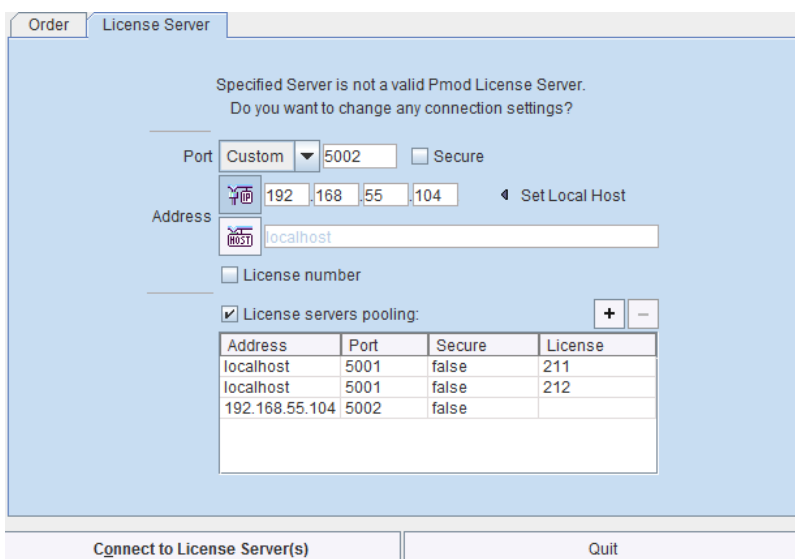 Order License Server
Specified Server is not a valid Pmod License Server.
Do you want to change any connection settings?
Port Custom 5002 Secure
IP 192 .168 .55 .104 Set Local Host
Address
HOST localhost
License number
License servers pooling: + −
Address Port Secure License
localhost 5001 false 211
localhost 5001 false 212
192.168.55.104 5002 false
Connect to License Server(s) Quit